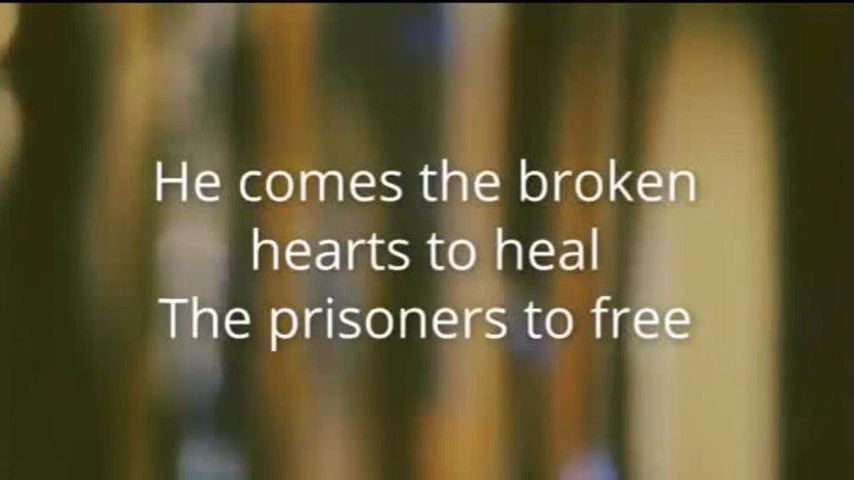 He comes the broken
hearts to heal
The prisoners to free